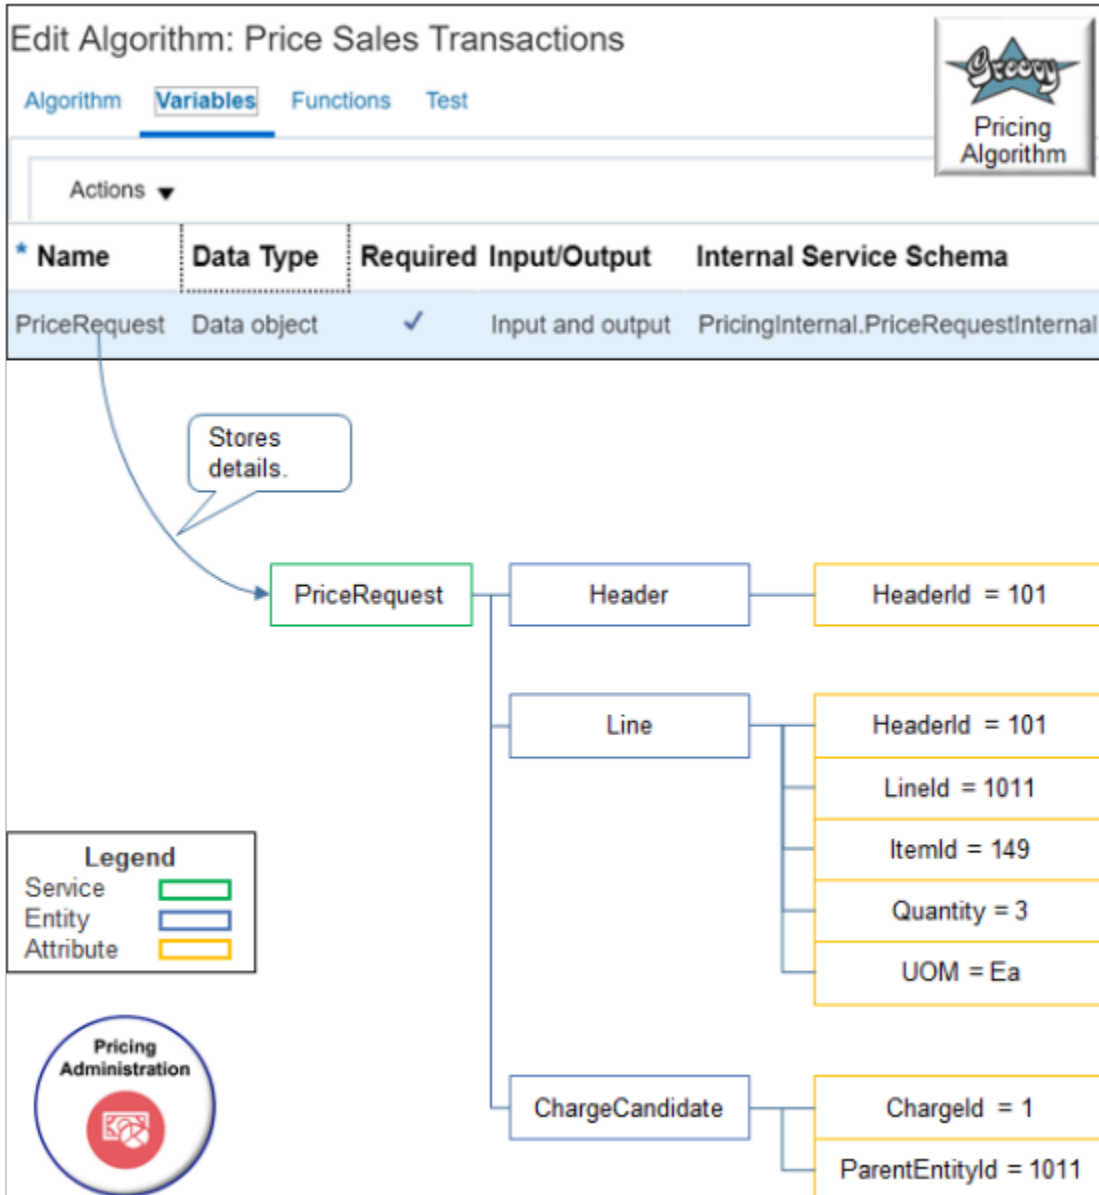 Edit Algorithm: Price Sales Transactions
Groovy
Pricing
Algorithm
Algorithm Variables Functions Test
Actions
* Name Data Type Required Input/Output Internal Service Schema
PriceRequest Data object Input and output PricingInternal.PriceRequestInternal
Stores
details.
PriceRequest Header HeaderId = 101
Line HeaderId = 101
LineId = 1011
ItemId = 149
Quantity = 3
UOM = Ea
Legend
Service
Entity
Attribute
Pricing
Administration
ChargeCandidate ChargeId = 1
ParentEntityId = 1011